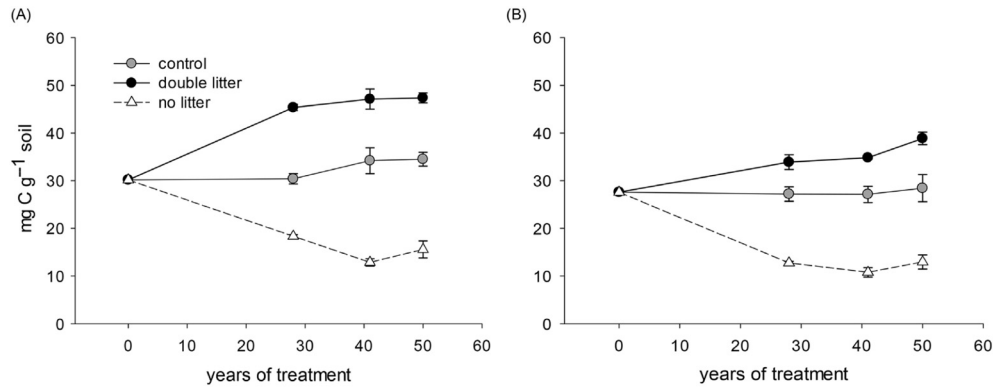 (A)
60
50
40
30
20
10
0
mg C g⁻¹ soil
control
double litter
no litter
0 10 20 30 40 50 60
years of treatment
(B)
60
50
40
30
20
10
0
0 10 20 30 40 50 60
years of treatment